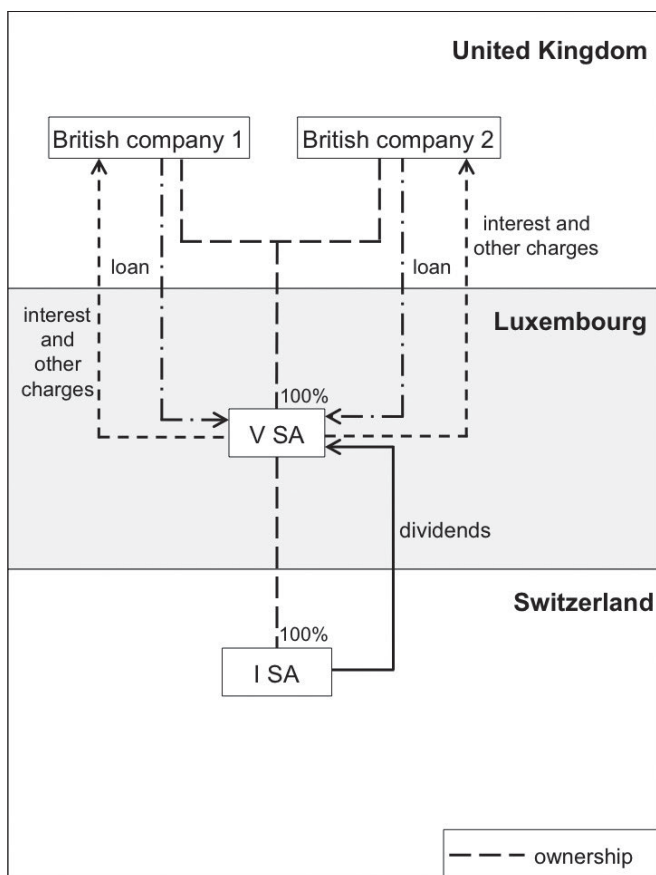 United Kingdom
British company 1
British company 2
interest and
other charges
loan
loan
Luxembourg
interest
and
other
charges
100%
V SA
dividends
Switzerland
100%
I SA
ownership